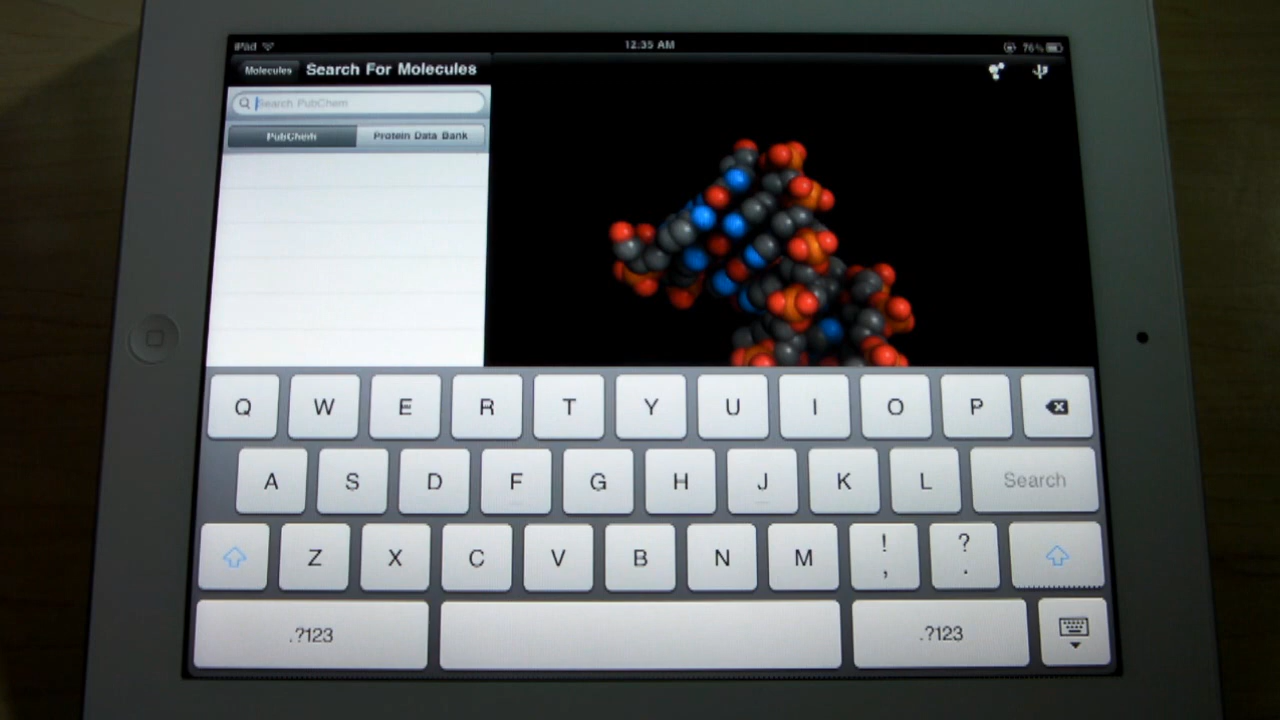 iPad 12:35 AM 76%
Molecules Search For Molecules
Search PubChem
PubChem Protein Data Bank
Q W E R T Y U I O P
A S D F G H J K L Search
Z X C V B N M ! , ? .
.?123 .?123